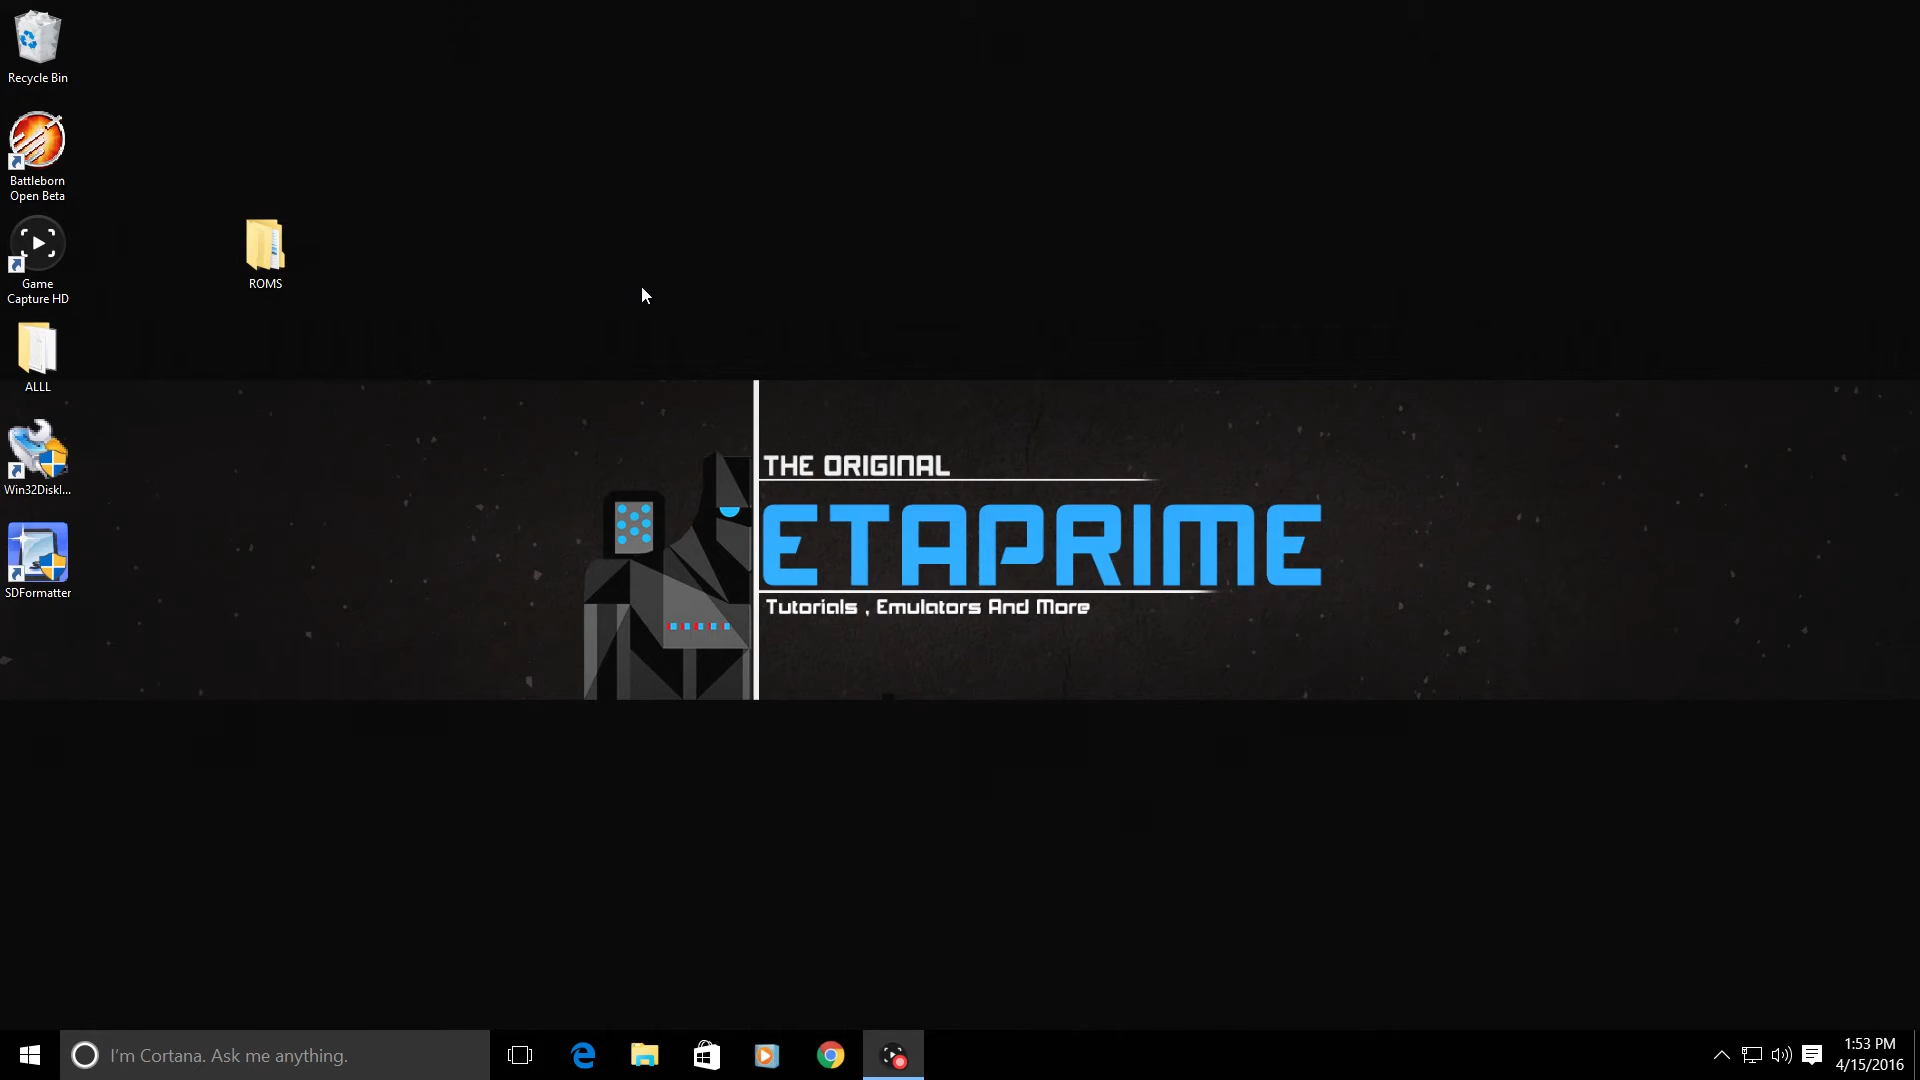 Recycle Bin
Battleborn
Open Beta
Game
Capture HD
ROMS
ALLL
Win32DiskI...
SDFormatter
THE ORIGINAL
ETAPRIME
Tutorials , Emulators And More
I'm Cortana. Ask me anything.
1:53 PM
4/15/2016